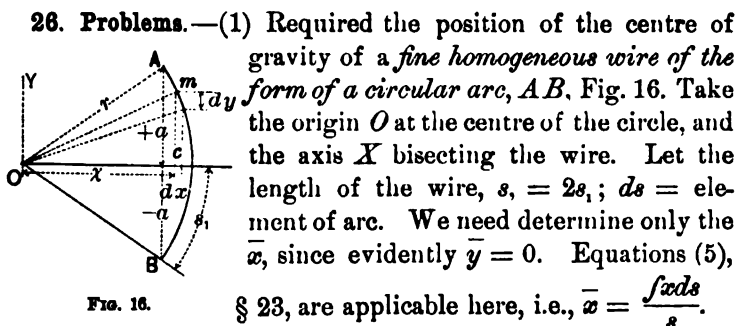 26. Problems.—(1) Required the position of the centre of
gravity of a fine homogeneous wire of the
form of a circular arc, AB, Fig. 16. Take
the origin O at the centre of the circle, and
the axis X bisecting the wire. Let the
length of the wire, s, = 2s₁; ds = ele-
ment of arc. We need determine only the
x̅, since evidently y̅ = 0. Equations (5),
§ 23, are applicable here, i.e., x̅ = ∫xds/s.
A
Y
m
r
dy
+a
c
O
x
dx
-a
s₁
B
Fig. 16.